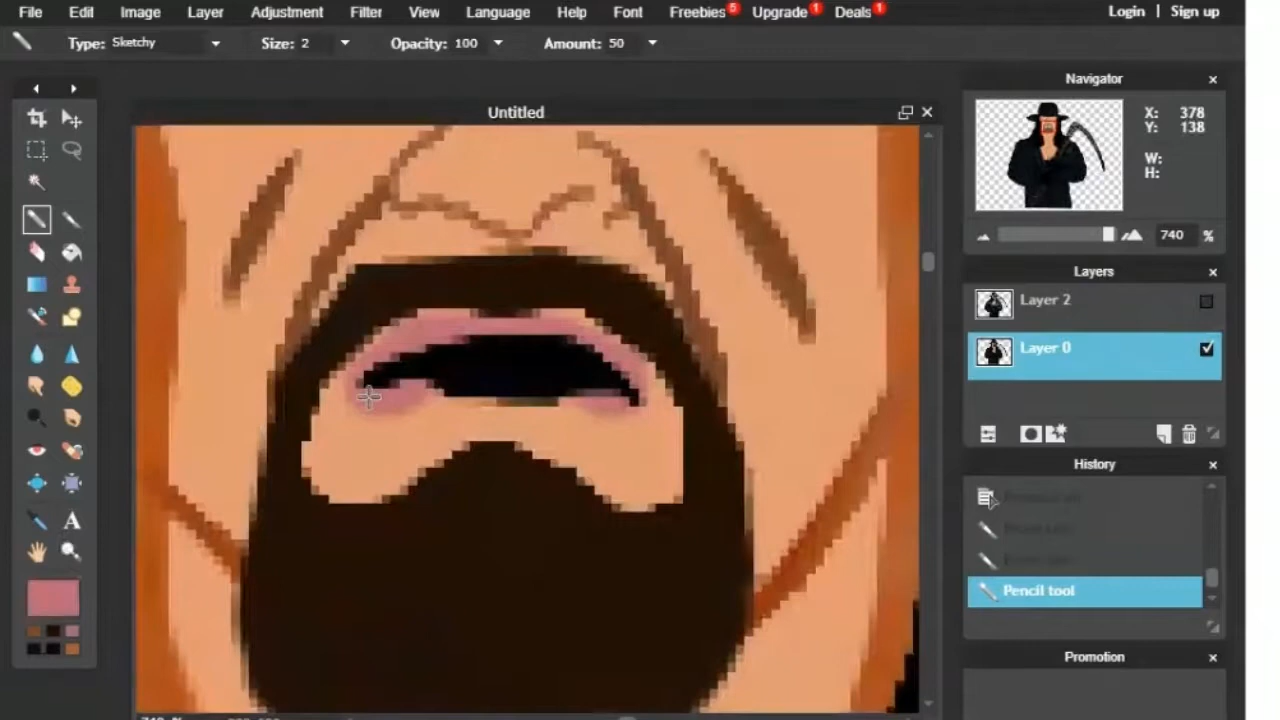 File Edit Image Layer Adjustment Filter View Language Help Font Freebies 5 Upgrade 1 Deals 1 Login | Sign up
Type: Sketchy Size: 2 Opacity: 100 Amount: 50
Navigator
Untitled
X: 378
Y: 138
W:
H:
740 %
Layers
Layer 2
Layer 0
History
Pencil tool
Promotion